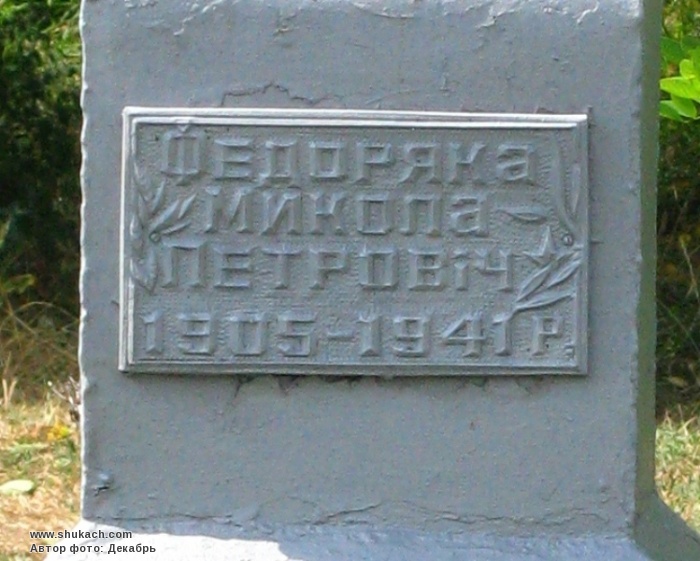 Федоряка
Микола
Петровіч
1905-1941 р.
www.shukach.com
Автор фото: Декабрь